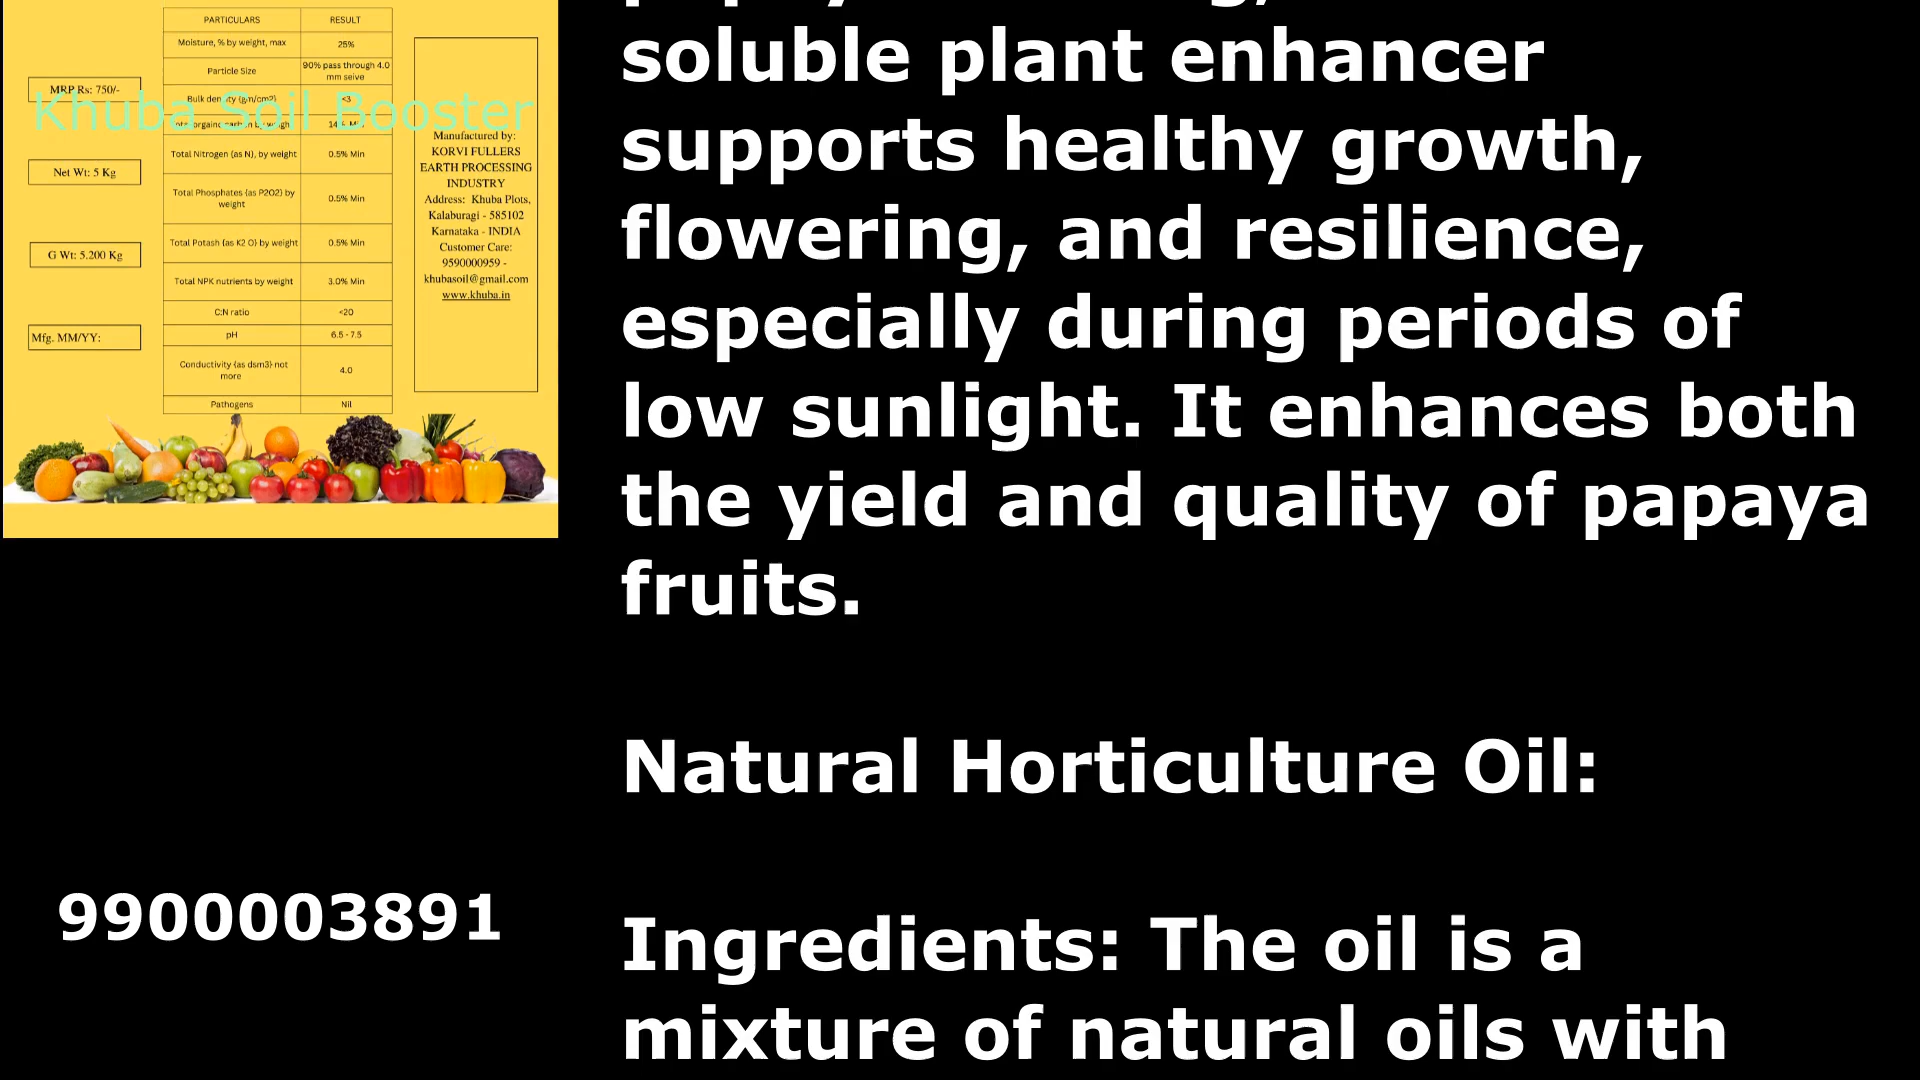 PARTICULARS RESULT
Moisture, % by weight, max 25%
Particle Size 90% pass through 4.0 mm seive
Bulk density (g/n/cm2) <3
Total Nitrogen (as N), by weight 0.5% Min
Total Phosphates (as P2O2) by weight 0.5% Min
Total Potash (as K2 O) by weight 0.5% Min
Total NPK nutrients by weight 3.0% Min
C:N ratio <20
pH 6.5 - 7.5
Conductivity (as dsm3) not more 4.0
Pathogens Nil
MRP Rs: 750/-
Net Wt: 5 Kg
G Wt: 5.200 Kg
Mfg. MM/YY:
Khuba Soil Booster
Manufactured by:
KORVI FULLERS
EARTH PROCESSING
INDUSTRY
Address: Khuba Plots,
Kalaburagi - 585102
Karnataka - INDIA
Customer Care:
9590000959 -
khubasoil@gmail.com
www.khuba.in
9900003891
soluble plant enhancer
supports healthy growth,
flowering, and resilience,
especially during periods of
low sunlight. It enhances both
the yield and quality of papaya
fruits.
Natural Horticulture Oil:
Ingredients: The oil is a
mixture of natural oils with